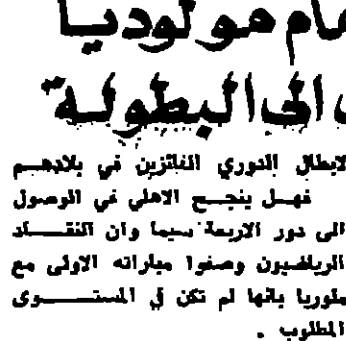 مام مولوديا
الى البطولة"
لابطال الدوري الفائزين في بلادهم
فهل ينجح الاهلي في الوصول
الى دور الاربعة سيما وان النقاد
الرياضيون وصفوا مباراته الاولى مع
ملوريا بانها لم تكن في المستوى
المطلوب .